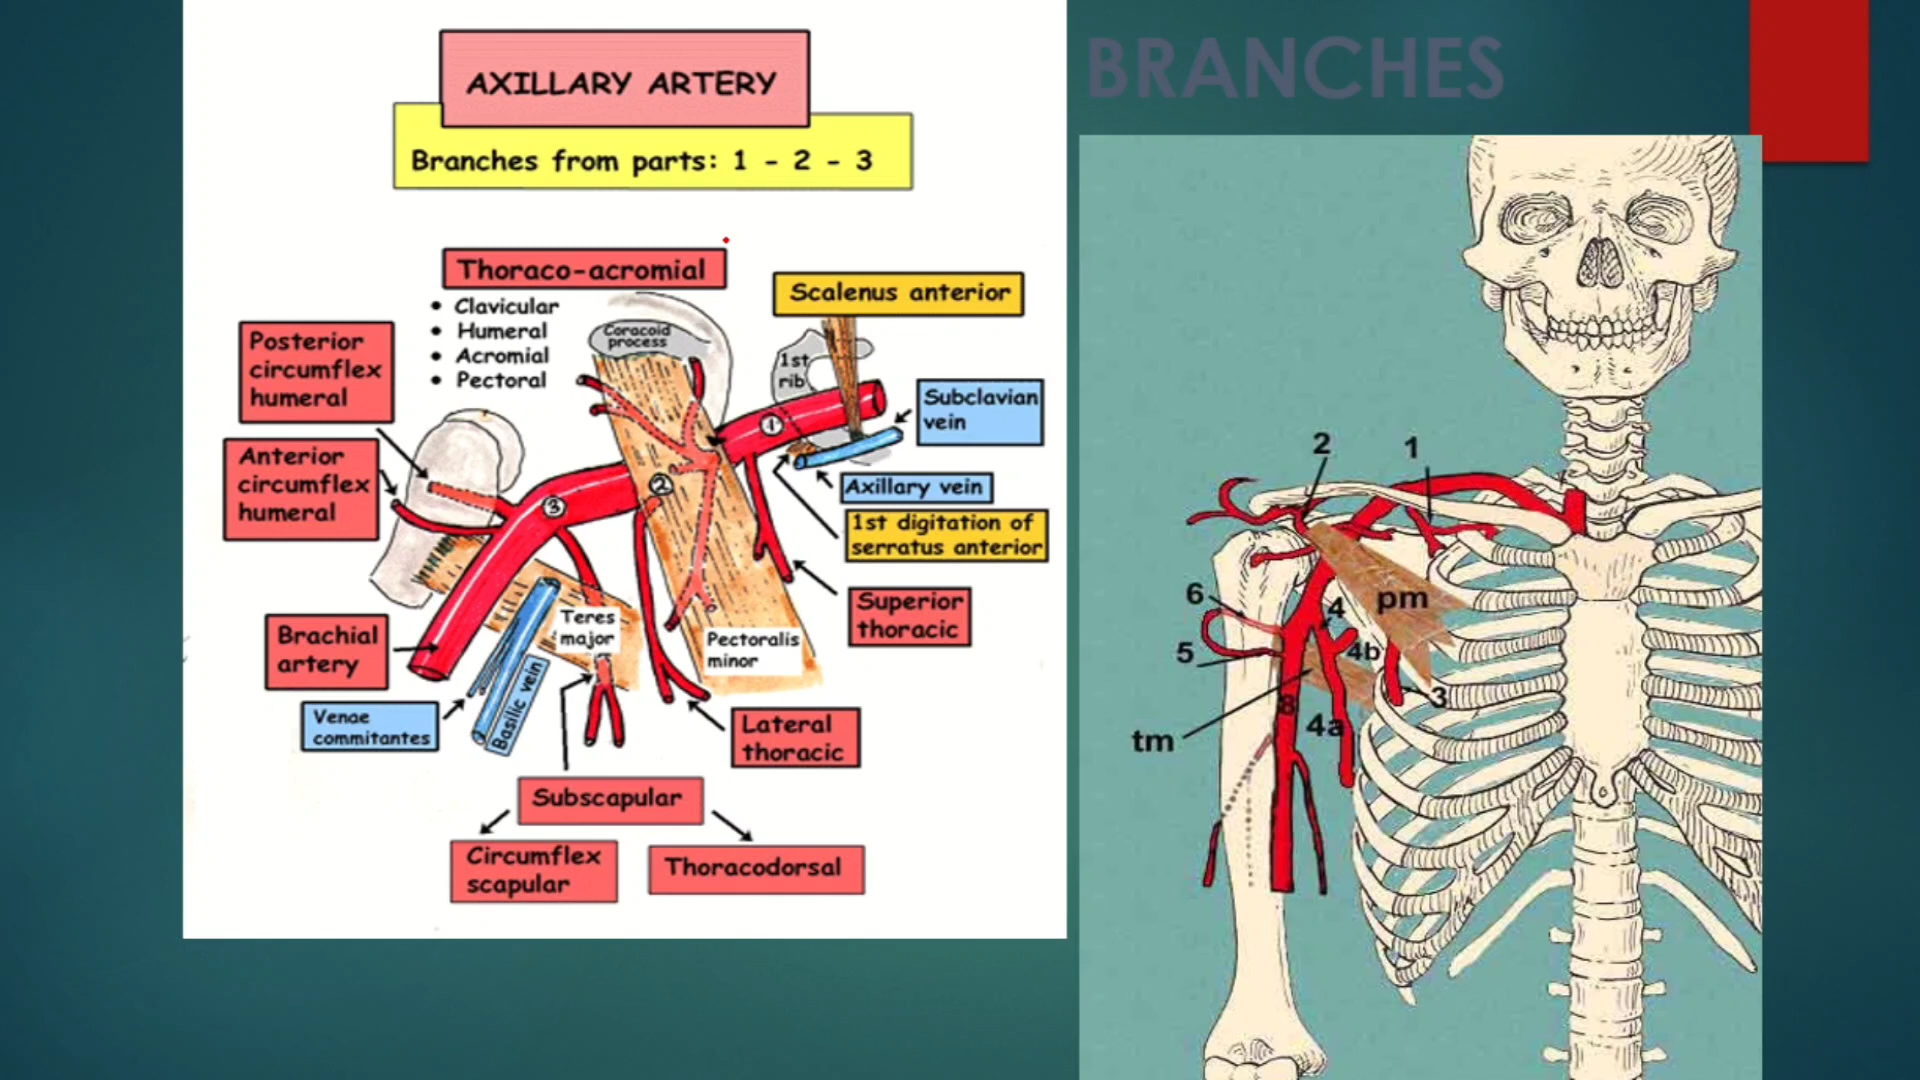 BRANCHES
AXILLARY ARTERY
Branches from parts: 1 - 2 - 3
Thoraco-acromial
• Clavicular
• Humeral
• Acromial
• Pectoral
Scalenus anterior
Posterior
circumflex
humeral
Anterior
circumflex
humeral
Coracoid
process
1st
rib
Subclavian
vein
Axillary vein
1st digitation of
serratus anterior
1
2
3
Superior
thoracic
Brachial
artery
Teres
major
Pectoralis
minor
Venae
commitantes
Basilic vein
Lateral
thoracic
Subscapular
Circumflex
scapular
Thoracodorsal
2
1
6
4
pm
5
4b
3
8
4a
tm